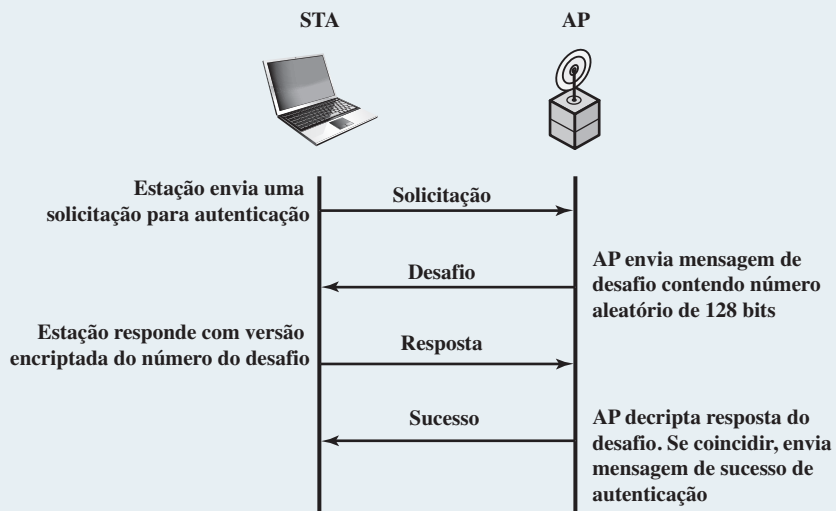 STA
AP
Estação envia uma
solicitação para autenticação
Solicitação
Desafio
AP envia mensagem de
desafio contendo número
aleatório de 128 bits
Estação responde com versão
encriptada do número do desafio
Resposta
Sucesso
AP decripta resposta do
desafio. Se coincidir, envia
mensagem de sucesso de
autenticação